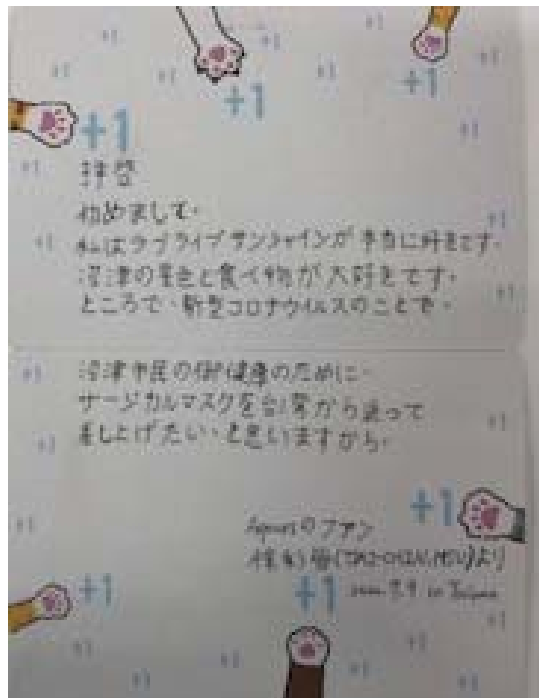 +1
+1
+1
拝啓
初めまして。
私はラブライブサンシャインが本当に好きです。
沼津の景色と食べ物が大好きです。
ところで、新型コロナウイルスのことで、
沼津市民の御健康のために、
サージカルマスクを台湾から送って
差し上げたい、と思いますから。
+1
Aqoursのファン
より
+1
+1
in Taiwan